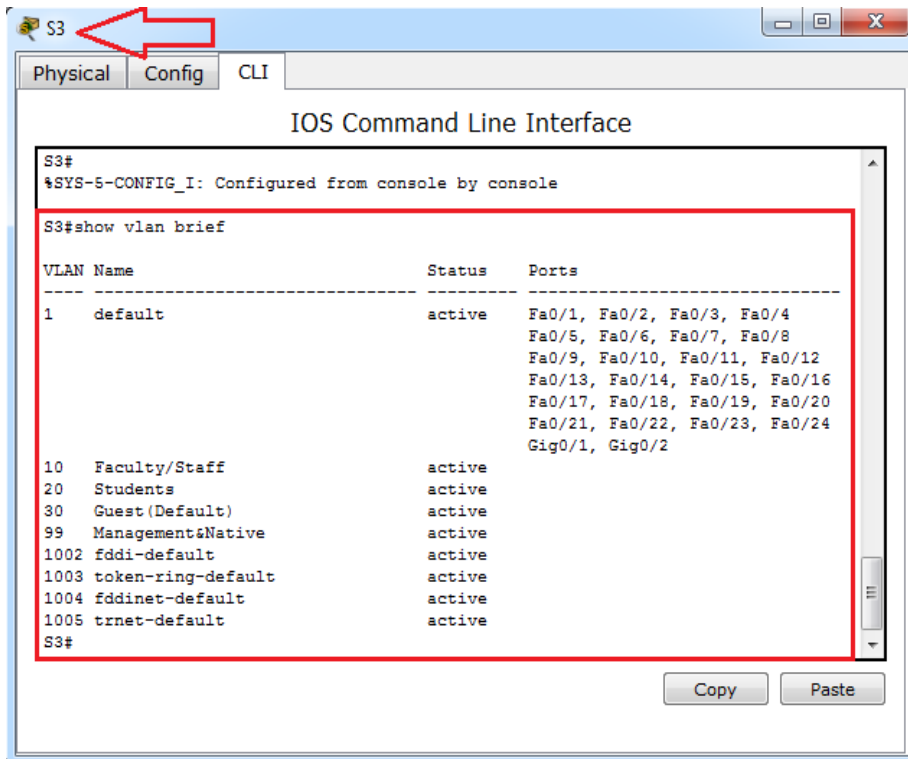 S3
Physical Config CLI
IOS Command Line Interface
S3#
%SYS-5-CONFIG_I: Configured from console by console
S3#show vlan brief
VLAN Name Status Ports
---- -------------------------------- --------- -------------------------------
1 default active Fa0/1, Fa0/2, Fa0/3, Fa0/4
Fa0/5, Fa0/6, Fa0/7, Fa0/8
Fa0/9, Fa0/10, Fa0/11, Fa0/12
Fa0/13, Fa0/14, Fa0/15, Fa0/16
Fa0/17, Fa0/18, Fa0/19, Fa0/20
Fa0/21, Fa0/22, Fa0/23, Fa0/24
Gig0/1, Gig0/2
10 Faculty/Staff active
20 Students active
30 Guest(Default) active
99 Management&Native active
1002 fddi-default active
1003 token-ring-default active
1004 fddinet-default active
1005 trnet-default active
S3#
Copy Paste